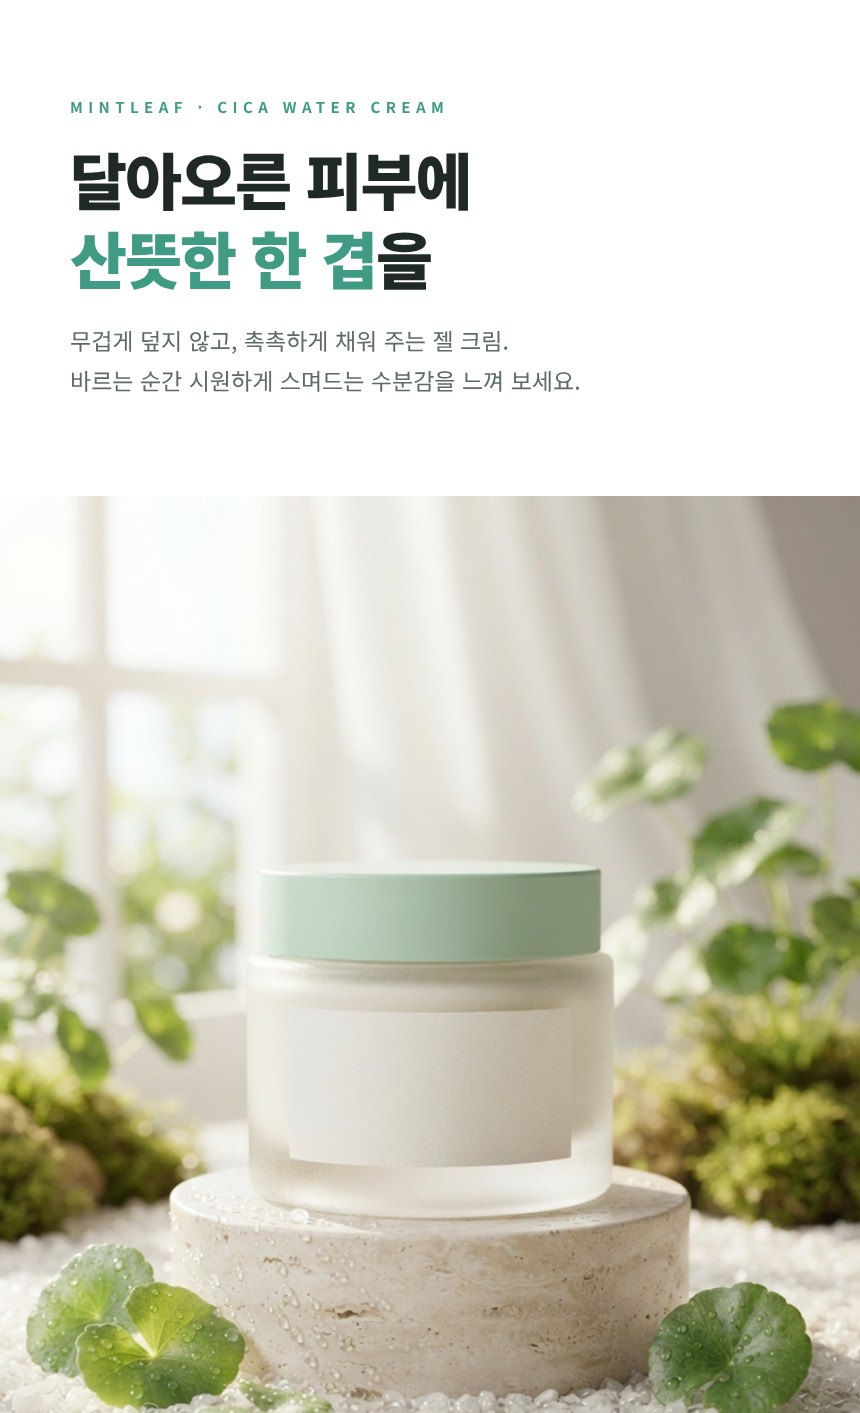 MINTLEAF · CICA WATER CREAM
달아오른 피부에
산뜻한 한 겹을
무겁게 덮지 않고, 촉촉하게 채워 주는 젤 크림.
바르는 순간 시원하게 스며드는 수분감을 느껴 보세요.